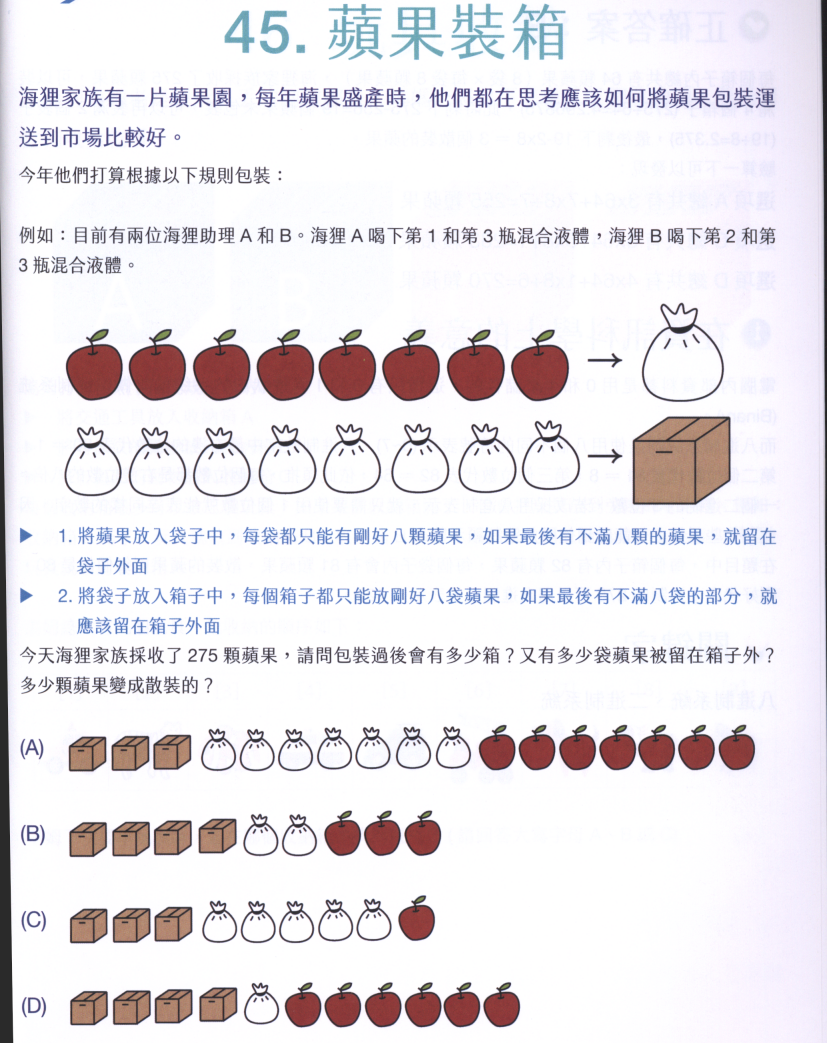 45. 蘋果裝箱
海狸家族有一片蘋果園，每年蘋果盛產時，他們都在思考應該如何將蘋果包裝運
送到市場比較好。
今年他們打算根據以下規則包裝：
例如：目前有兩位海狸助理 A 和 B。海狸 A 喝下第 1 和第 3 瓶混合液體，海狸 B 喝下第 2 和第
3 瓶混合液體。
1. 將蘋果放入袋子中，每袋都只能有剛好八顆蘋果，如果最後有不滿八顆的蘋果，就留在
袋子外面
2. 將袋子放入箱子中，每個箱子都只能放剛好八袋蘋果，如果最後有不滿八袋的部分，就
應該留在箱子外面
今天海狸家族採收了 275 顆蘋果，請問包裝過後會有多少箱？又有多少袋蘋果被留在箱子外？
多少顆蘋果變成散裝的？
(A)
(B)
(C)
(D)